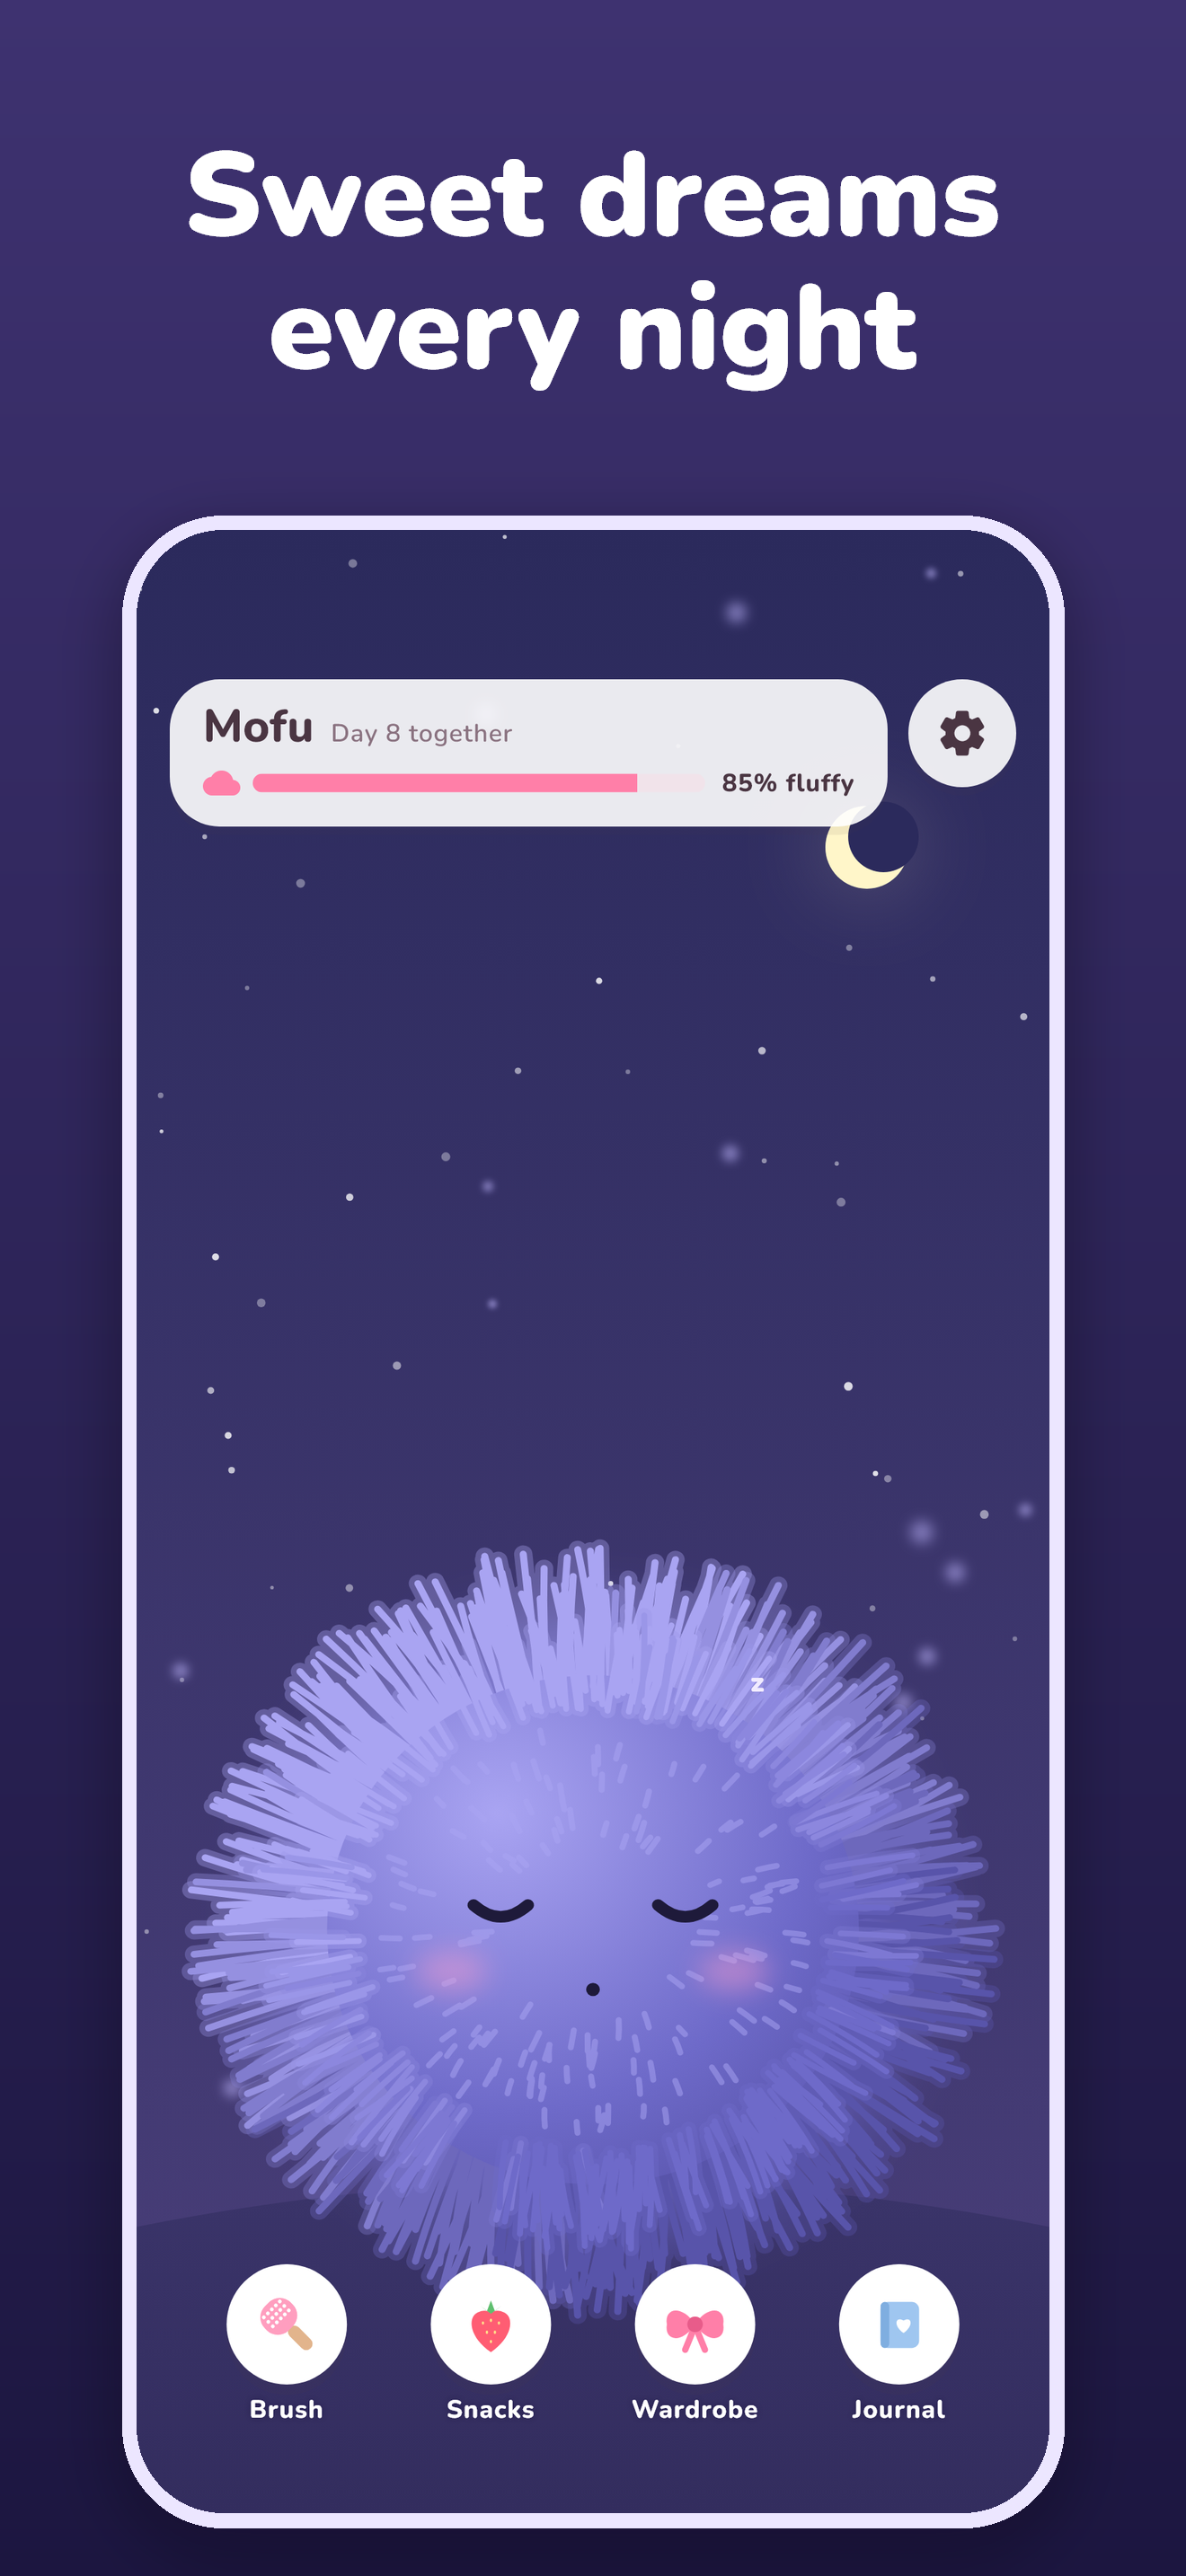 Sweet dreams
every night
Mofu Day 8 together
85% fluffy
z
Brush Snacks Wardrobe Journal